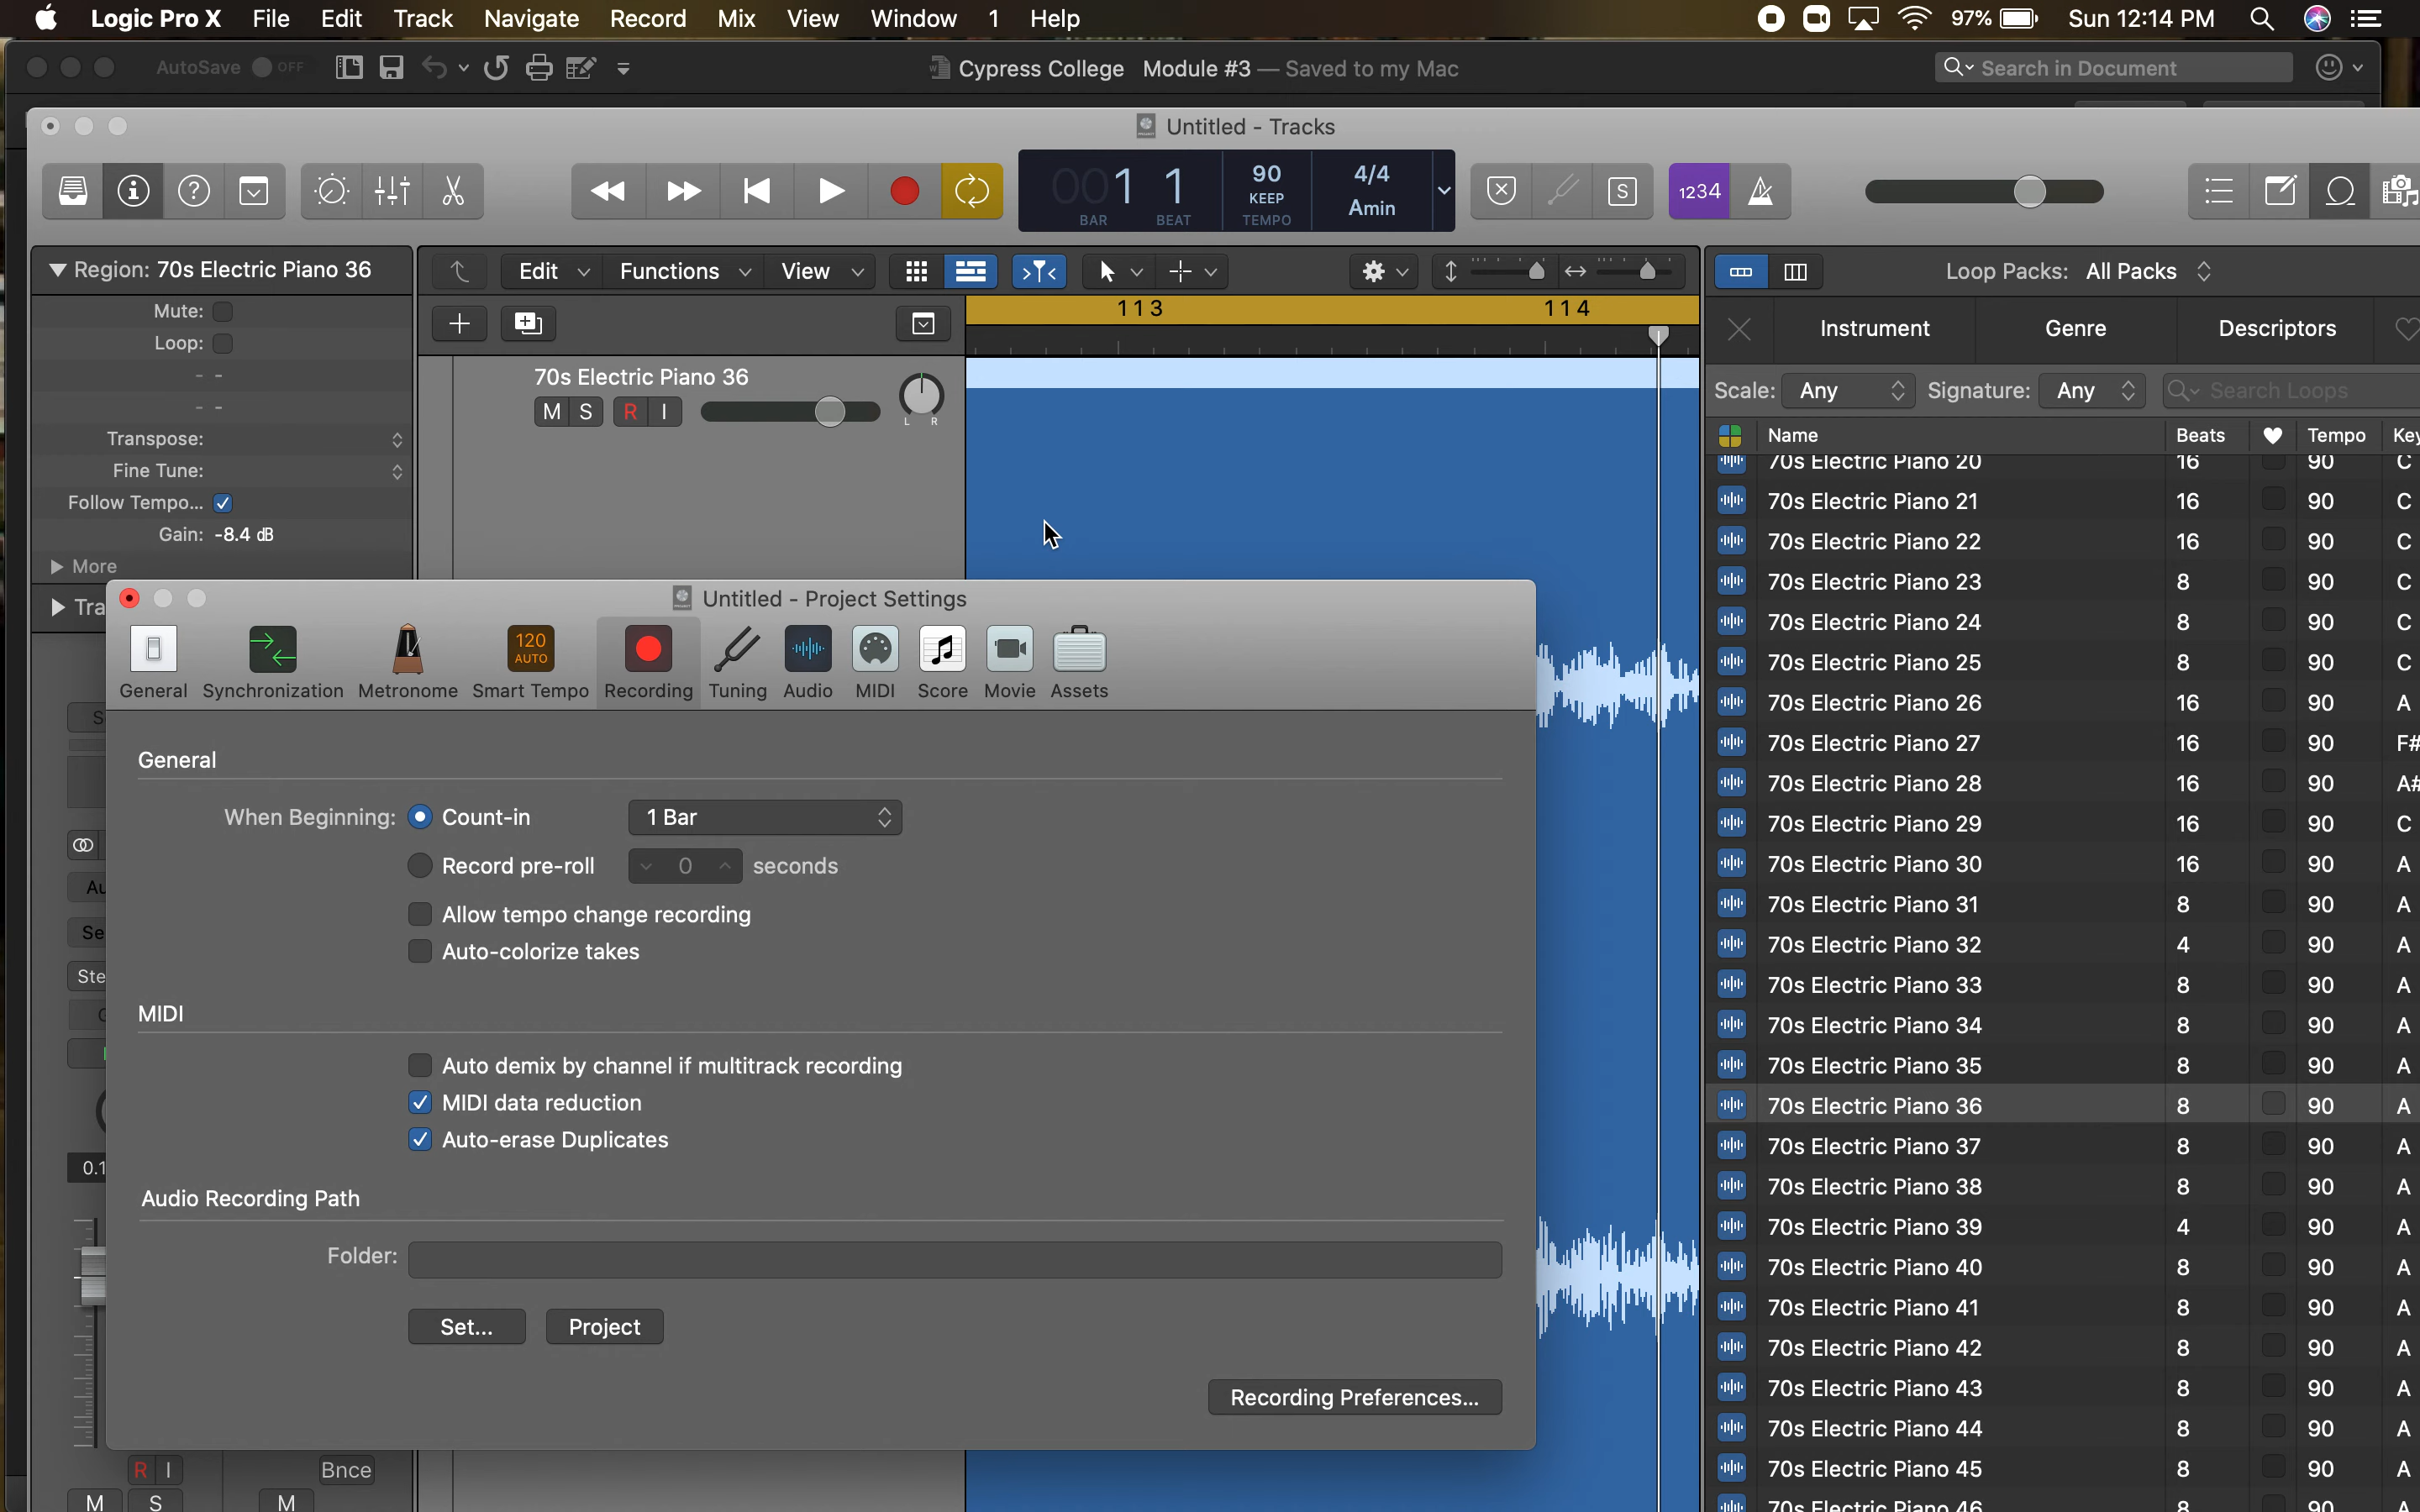 Logic Pro X File Edit Track Navigate Record Mix View Window 1 Help 97% Sun 12:14 PM
AutoSave OFF Cypress College Module #3 — Saved to my Mac Search in Document
Untitled - Tracks
001 1 90 4/4 1234
KEEP Amin
BAR BEAT TEMPO
Region: 70s Electric Piano 36 Edit Functions View Loop Packs: All Packs
Mute: 113 114 Instrument Genre Descriptors
Loop:
- -
- -
70s Electric Piano 36
M S R I L R
Scale: Any Signature: Any Search Loops
Transpose:
Fine Tune:
Follow Tempo...
Gain: -8.4 dB
More
Name Beats Tempo Key
70s Electric Piano 20 16 90 C
70s Electric Piano 21 16 90 C
70s Electric Piano 22 16 90 C
70s Electric Piano 23 8 90 C
70s Electric Piano 24 8 90 C
70s Electric Piano 25 8 90 C
70s Electric Piano 26 16 90 A
70s Electric Piano 27 16 90 F#
70s Electric Piano 28 16 90 A#
70s Electric Piano 29 16 90 C
70s Electric Piano 30 16 90 A
70s Electric Piano 31 8 90 A
70s Electric Piano 32 4 90 A
70s Electric Piano 33 8 90 A
70s Electric Piano 34 8 90 A
70s Electric Piano 35 8 90 A
70s Electric Piano 36 8 90 A
70s Electric Piano 37 8 90 A
70s Electric Piano 38 8 90 A
70s Electric Piano 39 4 90 A
70s Electric Piano 40 8 90 A
70s Electric Piano 41 8 90 A
70s Electric Piano 42 8 90 A
70s Electric Piano 43 8 90 A
70s Electric Piano 44 8 90 A
70s Electric Piano 45 8 90 A
70s Electric Piano 46 8 90 A
Tra
Untitled - Project Settings
120
AUTO
General Synchronization Metronome Smart Tempo Recording Tuning Audio MIDI Score Movie Assets
General
When Beginning: Count-in 1 Bar
Record pre-roll 0 seconds
Allow tempo change recording
Auto-colorize takes
MIDI
Auto demix by channel if multitrack recording
MIDI data reduction
Auto-erase Duplicates
Audio Recording Path
Folder:
Set... Project
Recording Preferences...
S
Au
Se
Ste
0.1
R I Bnce
M S M